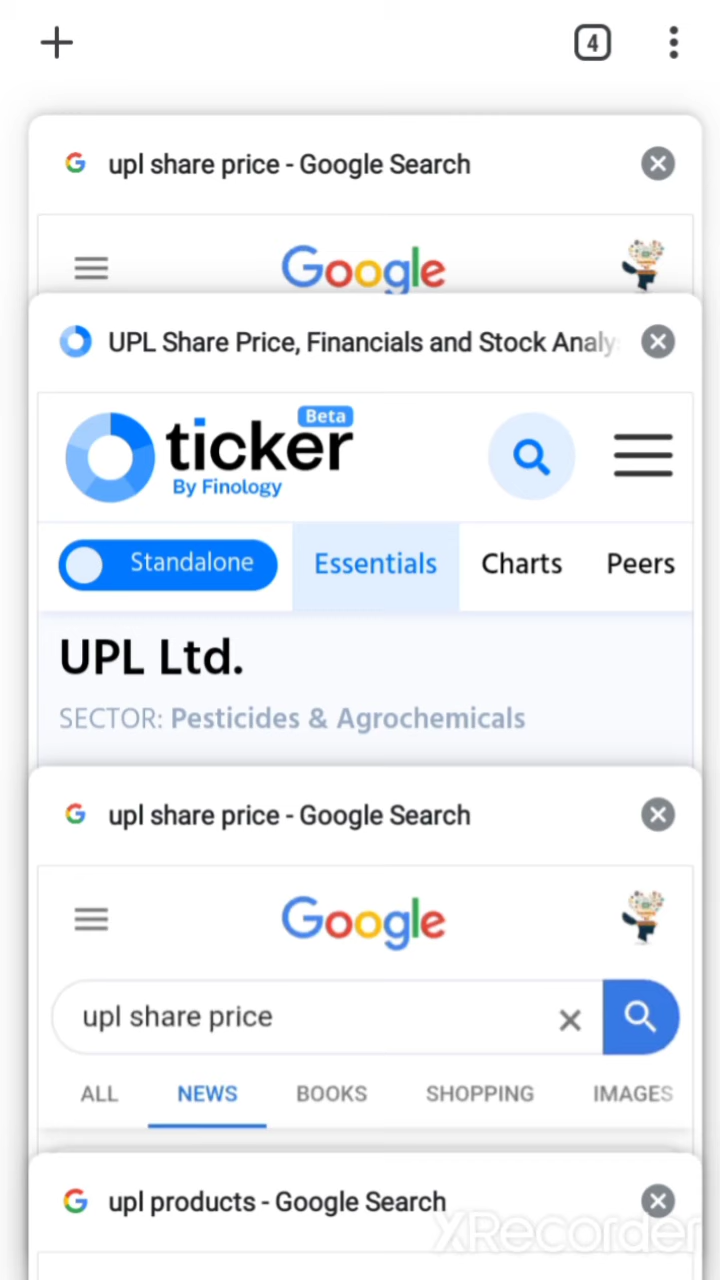 4
upl share price - Google Search
Google
UPL Share Price, Financials and Stock Analy
ticker Beta
By Finology
Standalone Essentials Charts Peers
UPL Ltd.
SECTOR: Pesticides & Agrochemicals
upl share price - Google Search
Google
upl share price
ALL NEWS BOOKS SHOPPING IMAGES
upl products - Google Search
XRecorder